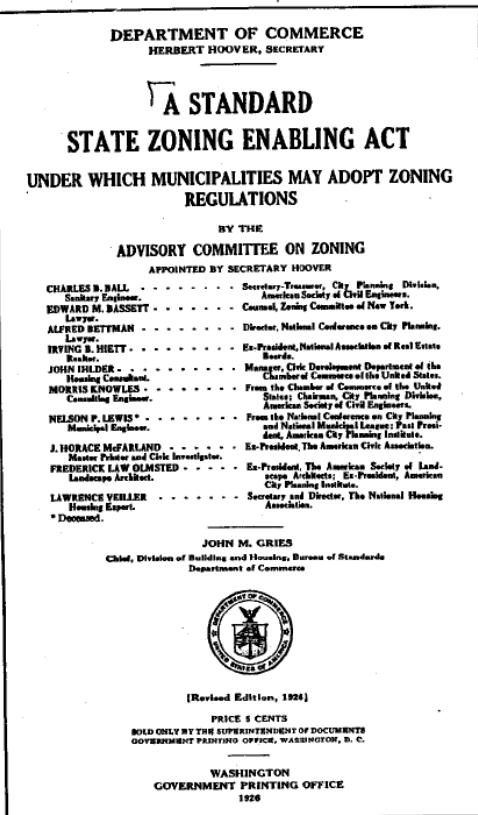 DEPARTMENT OF COMMERCE
HERBERT HOOVER, SECRETARY
A STANDARD
STATE ZONING ENABLING ACT
UNDER WHICH MUNICIPALITIES MAY ADOPT ZONING
REGULATIONS
BY THE
ADVISORY COMMITTEE ON ZONING
APPOINTED BY SECRETARY HOOVER
CHARLES B. BALL - - - - - - - - Secretary-Treasurer, City Planning Division,
Sanitary Engineer. American Society of Civil Engineers.
EDWARD M. BASSETT - - - - - - - Counsel, Zoning Committee of New York.
Lawyer.
ALFRED BETTMAN - - - - - - - - Director, National Conference on City Planning.
Lawyer.
IRVING B. HIETT - - - - - - - - Ex-President, National Association of Real Estate
Realtor. Boards.
JOHN IHLDER - - - - - - - - - - Manager, Civic Development Department of the
Housing Consultant. Chamber of Commerce of the United States.
MORRIS KNOWLES - - - - - - - - From the Chamber of Commerce of the United
Consulting Engineer. States; Chairman, City Planning Division,
American Society of Civil Engineers.
NELSON P. LEWIS* - - - - - - - - From the National Conference on City Planning
Municipal Engineer. and National Municipal League; Past Presi-
dent, American City Planning Institute.
J. HORACE McFARLAND - - - - - - Ex-President, The American Civic Association.
Master Printer and Civic Investigator.
FREDERICK LAW OLMSTED - - - - - Ex-President, The American Society of Land-
Landscape Architect. scape Architects; Ex-President, American
City Planning Institute.
LAWRENCE VEILLER - - - - - - - Secretary and Director, The National Housing
Housing Expert. Association.
* Deceased.
JOHN M. GRIES
Chief, Division of Building and Housing, Bureau of Standards
Department of Commerce
DEPARTMENT OF COMMERCE
UNITED STATES OF AMERICA
[Revised Edition, 1926]
PRICE 5 CENTS
SOLD ONLY BY THE SUPERINTENDENT OF DOCUMENTS
GOVERNMENT PRINTING OFFICE, WASHINGTON, D. C.
WASHINGTON
GOVERNMENT PRINTING OFFICE
1926